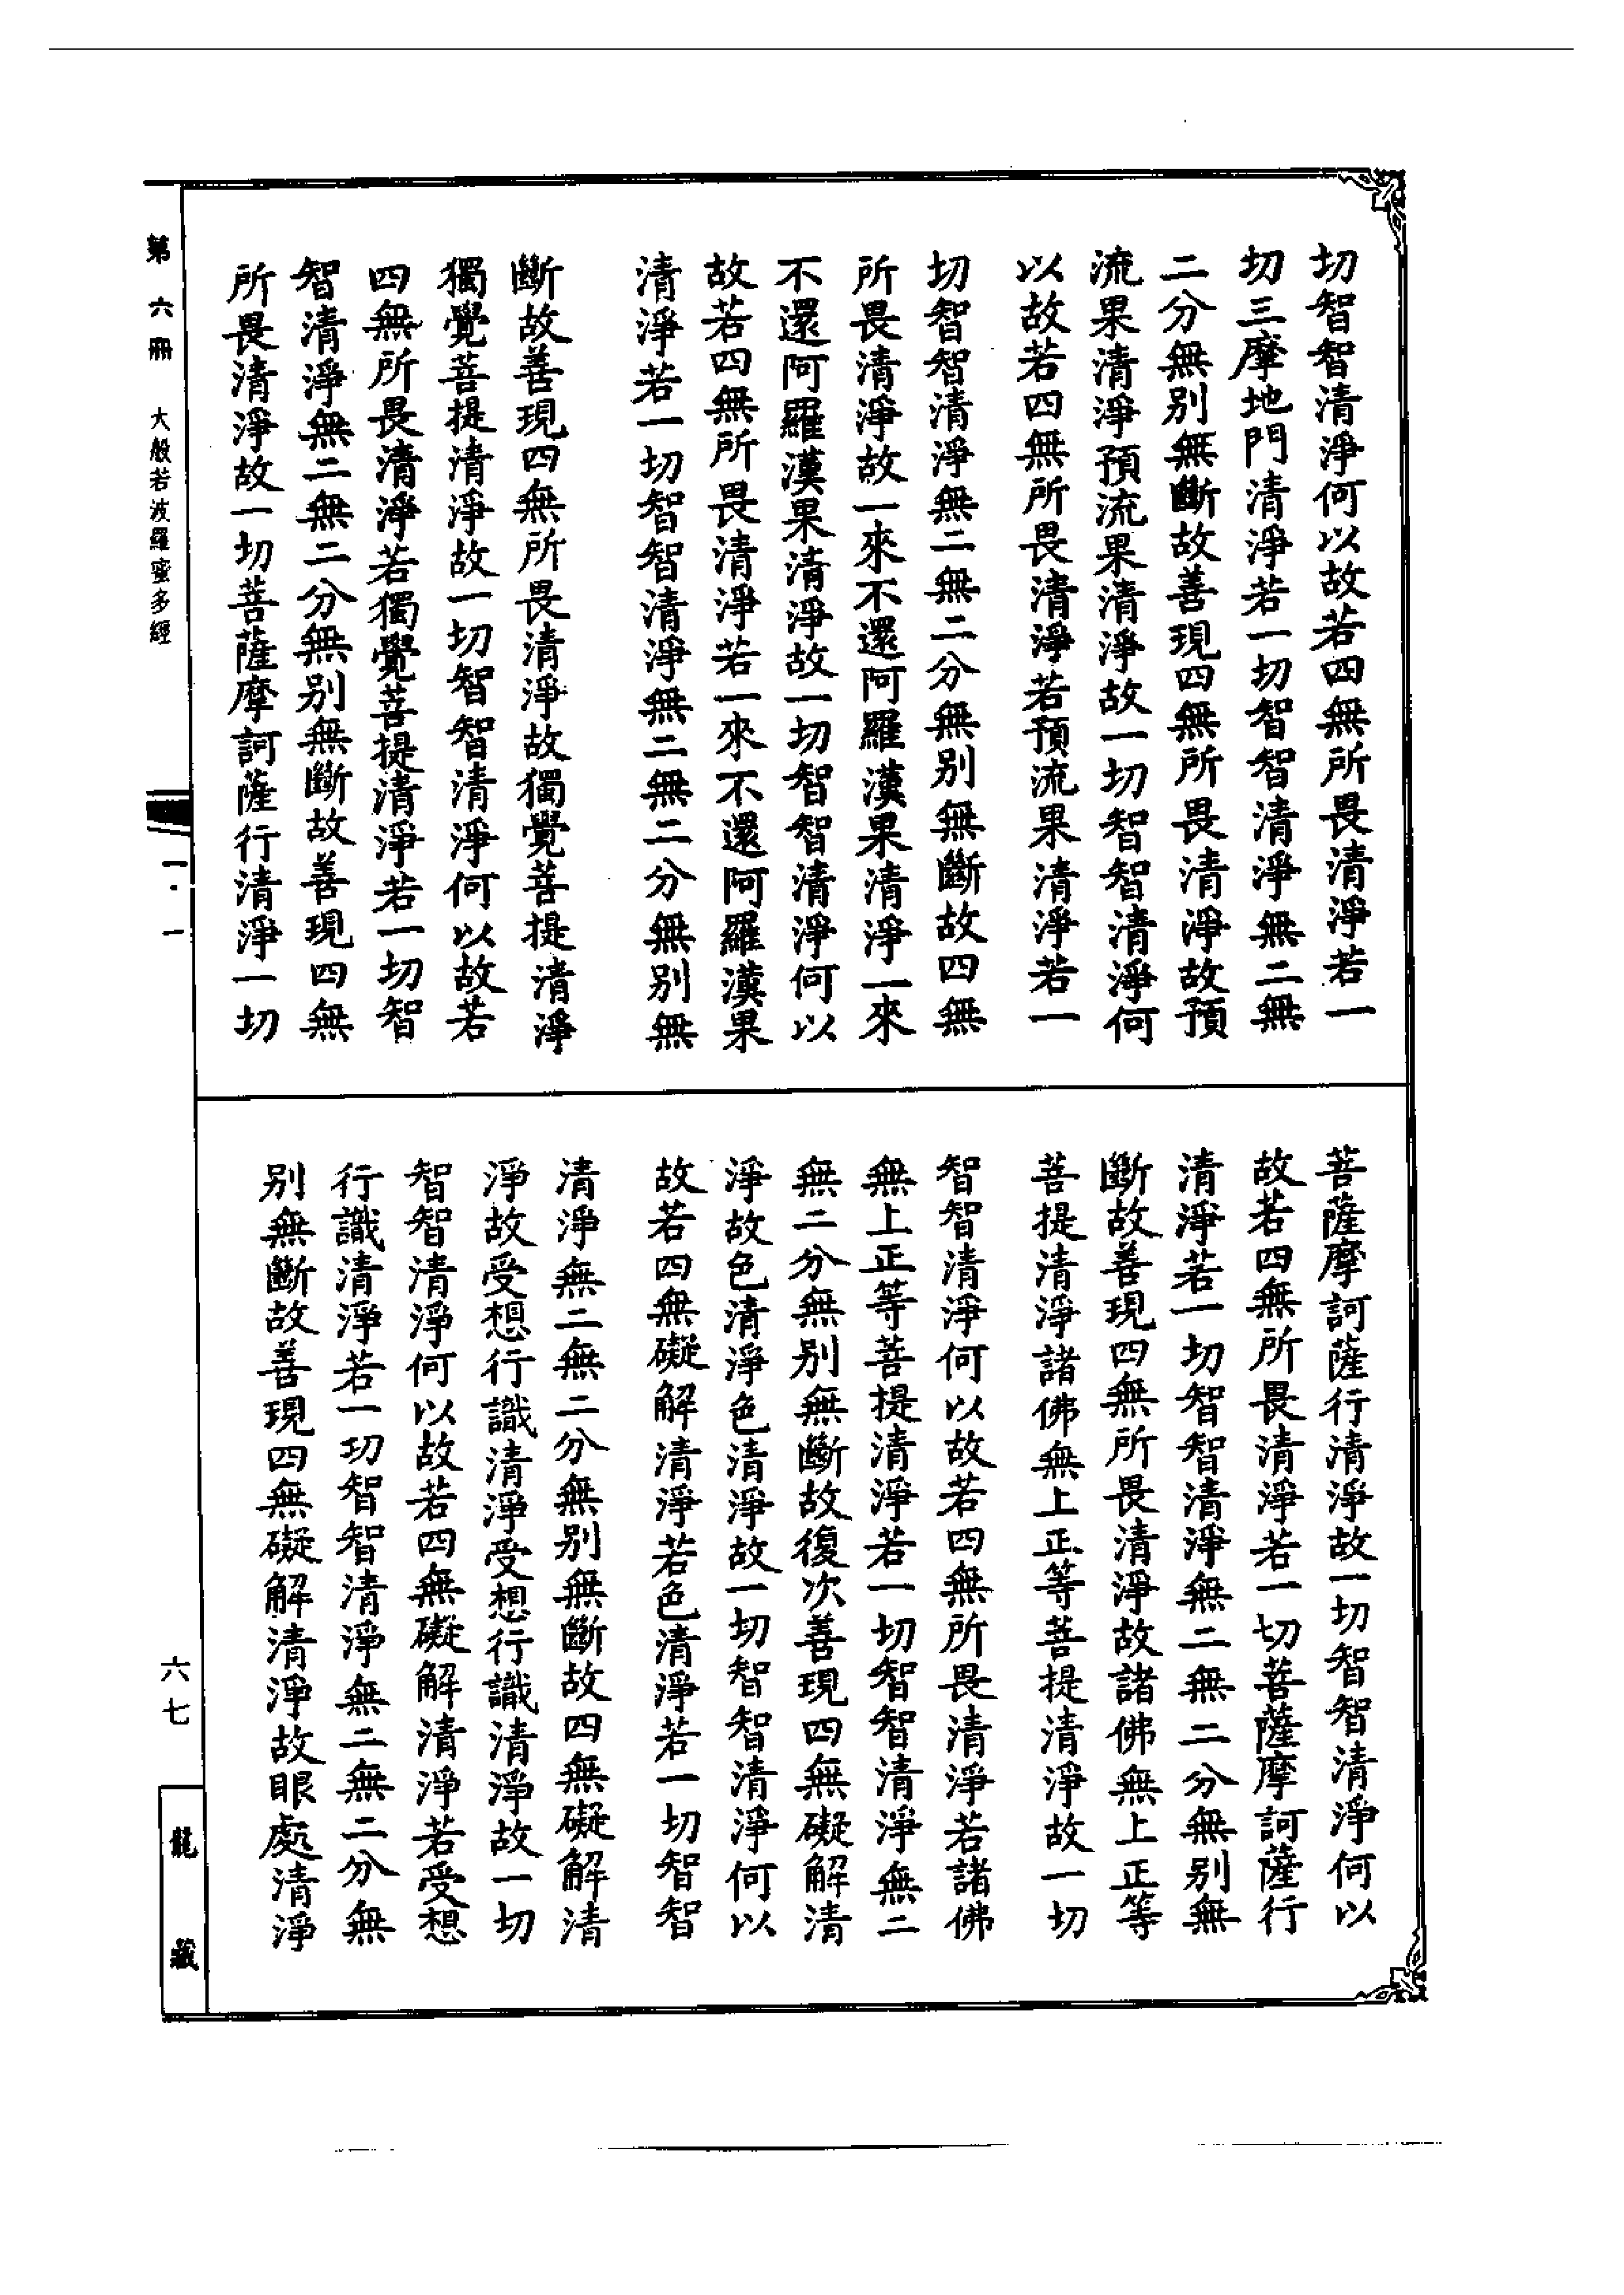 切智智清淨何以故若四無所畏清淨若一
切三摩地門清淨若一切智智清淨無二無
二分無別無斷故善現四無所畏清淨故預
流果清淨預流果清淨故一切智智清淨何
以故若四無所畏清淨若預流果清淨若一
切智智清淨無二無二分無別無斷故四無
所畏清淨故一來不還阿羅漢果清淨一來
不還阿羅漢果清淨故一切智智清淨何以
故若四無所畏清淨若一來不還阿羅漢果
清淨若一切智智清淨無二無二分無別無
斷故善現四無所畏清淨故獨覺菩提清淨
獨覺菩提清淨故一切智智清淨何以故若
四無所畏清淨若獨覺菩提清淨若一切智
智清淨無二無二分無別無斷故善現四無
所畏清淨故一切菩薩摩訶薩行清淨一切
菩薩摩訶薩行清淨故一切智智清淨何以
故若四無所畏清淨若一切菩薩摩訶薩行
清淨若一切智智清淨無二無二分無別無
斷故善現四無所畏清淨故諸佛無上正等
菩提清淨諸佛無上正等菩提清淨故一切
智智清淨何以故若四無所畏清淨若諸佛
無上正等菩提清淨若一切智智清淨無二
無二分無別無斷故復次善現四無礙解清
淨故色清淨色清淨故一切智智清淨何以
故若四無礙解清淨若色清淨若一切智智
清淨無二無二分無別無斷故四無礙解清
淨故受想行識清淨受想行識清淨故一切
智智清淨何以故若四無礙解清淨若受想
行識清淨若一切智智清淨無二無二分無
別無斷故善現四無礙解清淨故眼處清淨
第六冊 大般若波羅蜜多經
一·一
六七
龍藏